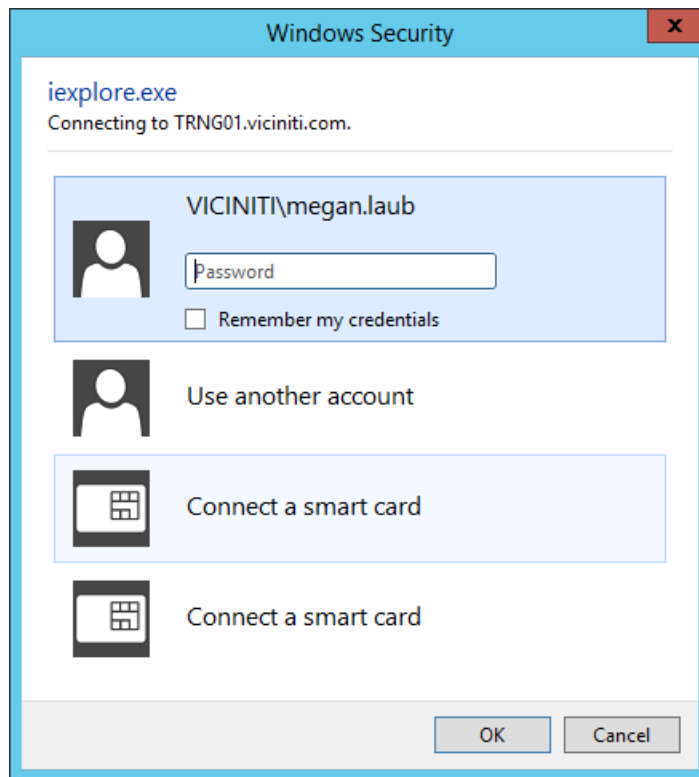 Windows Security
x
iexplore.exe
Connecting to TRNG01.viciniti.com.
VICINITI\megan.laub
Password
Remember my credentials
Use another account
Connect a smart card
Connect a smart card
OK Cancel